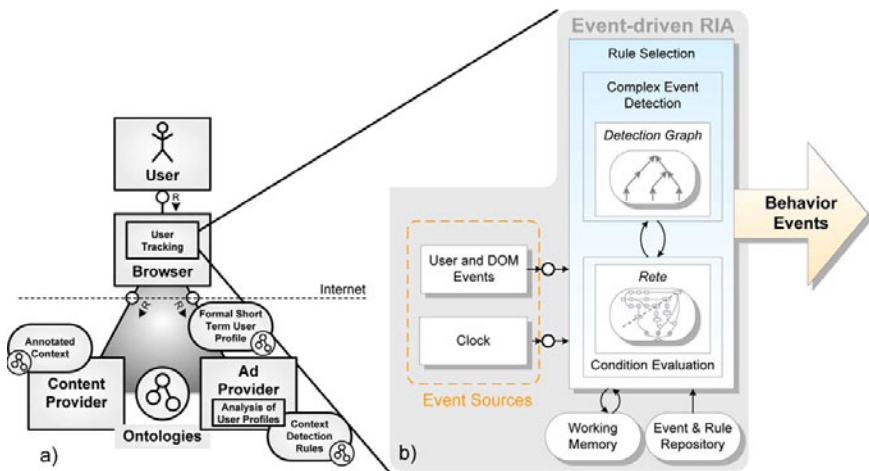 User
R
User
Tracking
Browser
Internet
R
R
Annotated
Context
Formal Short
Term User
Profile
Content
Provider
Ad
Provider
Analysis of
User Profiles
Ontologies
Context
Detection
Rules
a)
Event-driven RIA
Rule Selection
Complex Event
Detection
Detection Graph
User and DOM
Events
Clock
Event Sources
Rete
Condition Evaluation
Working
Memory
Event & Rule
Repository
Behavior
Events
b)